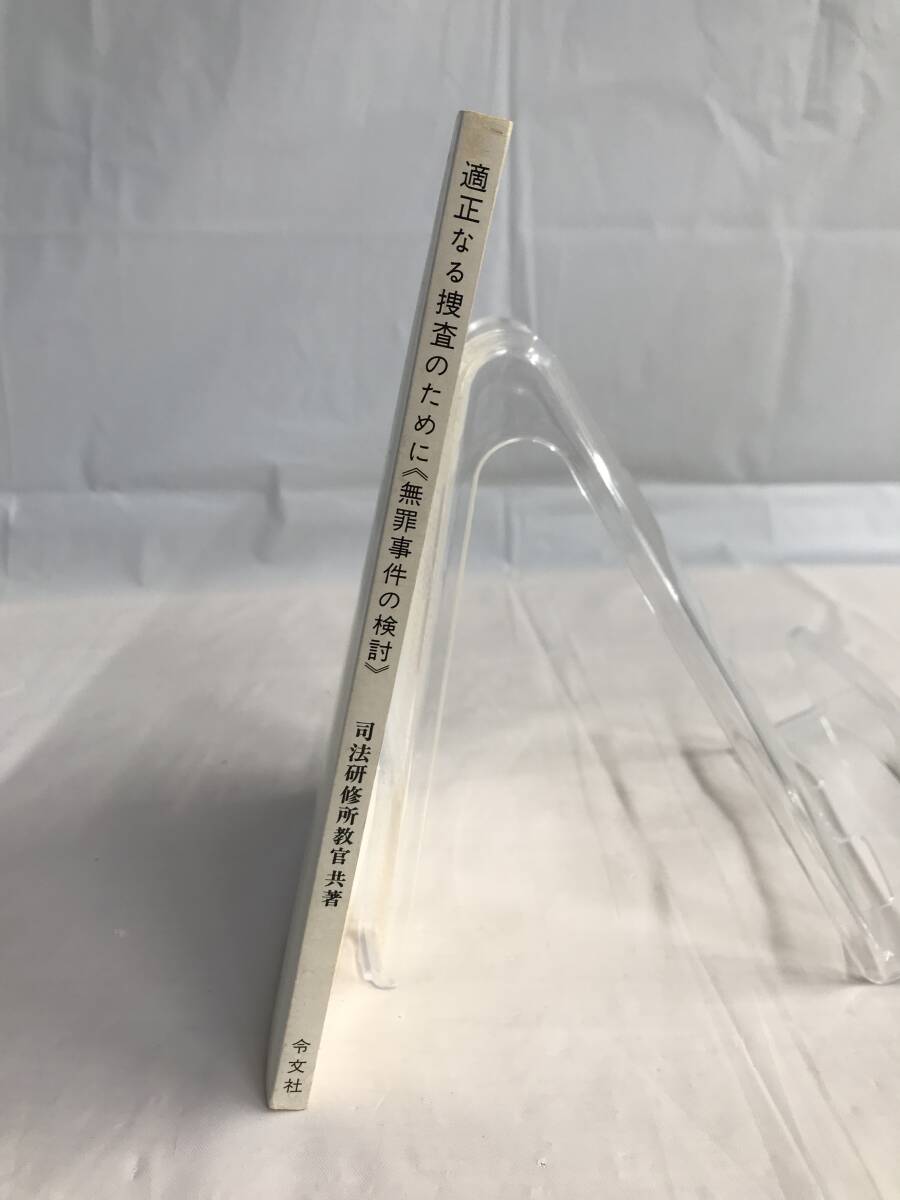 適正なる捜査のために《無罪事件の検討》
司法研修所教官 共著
令文社